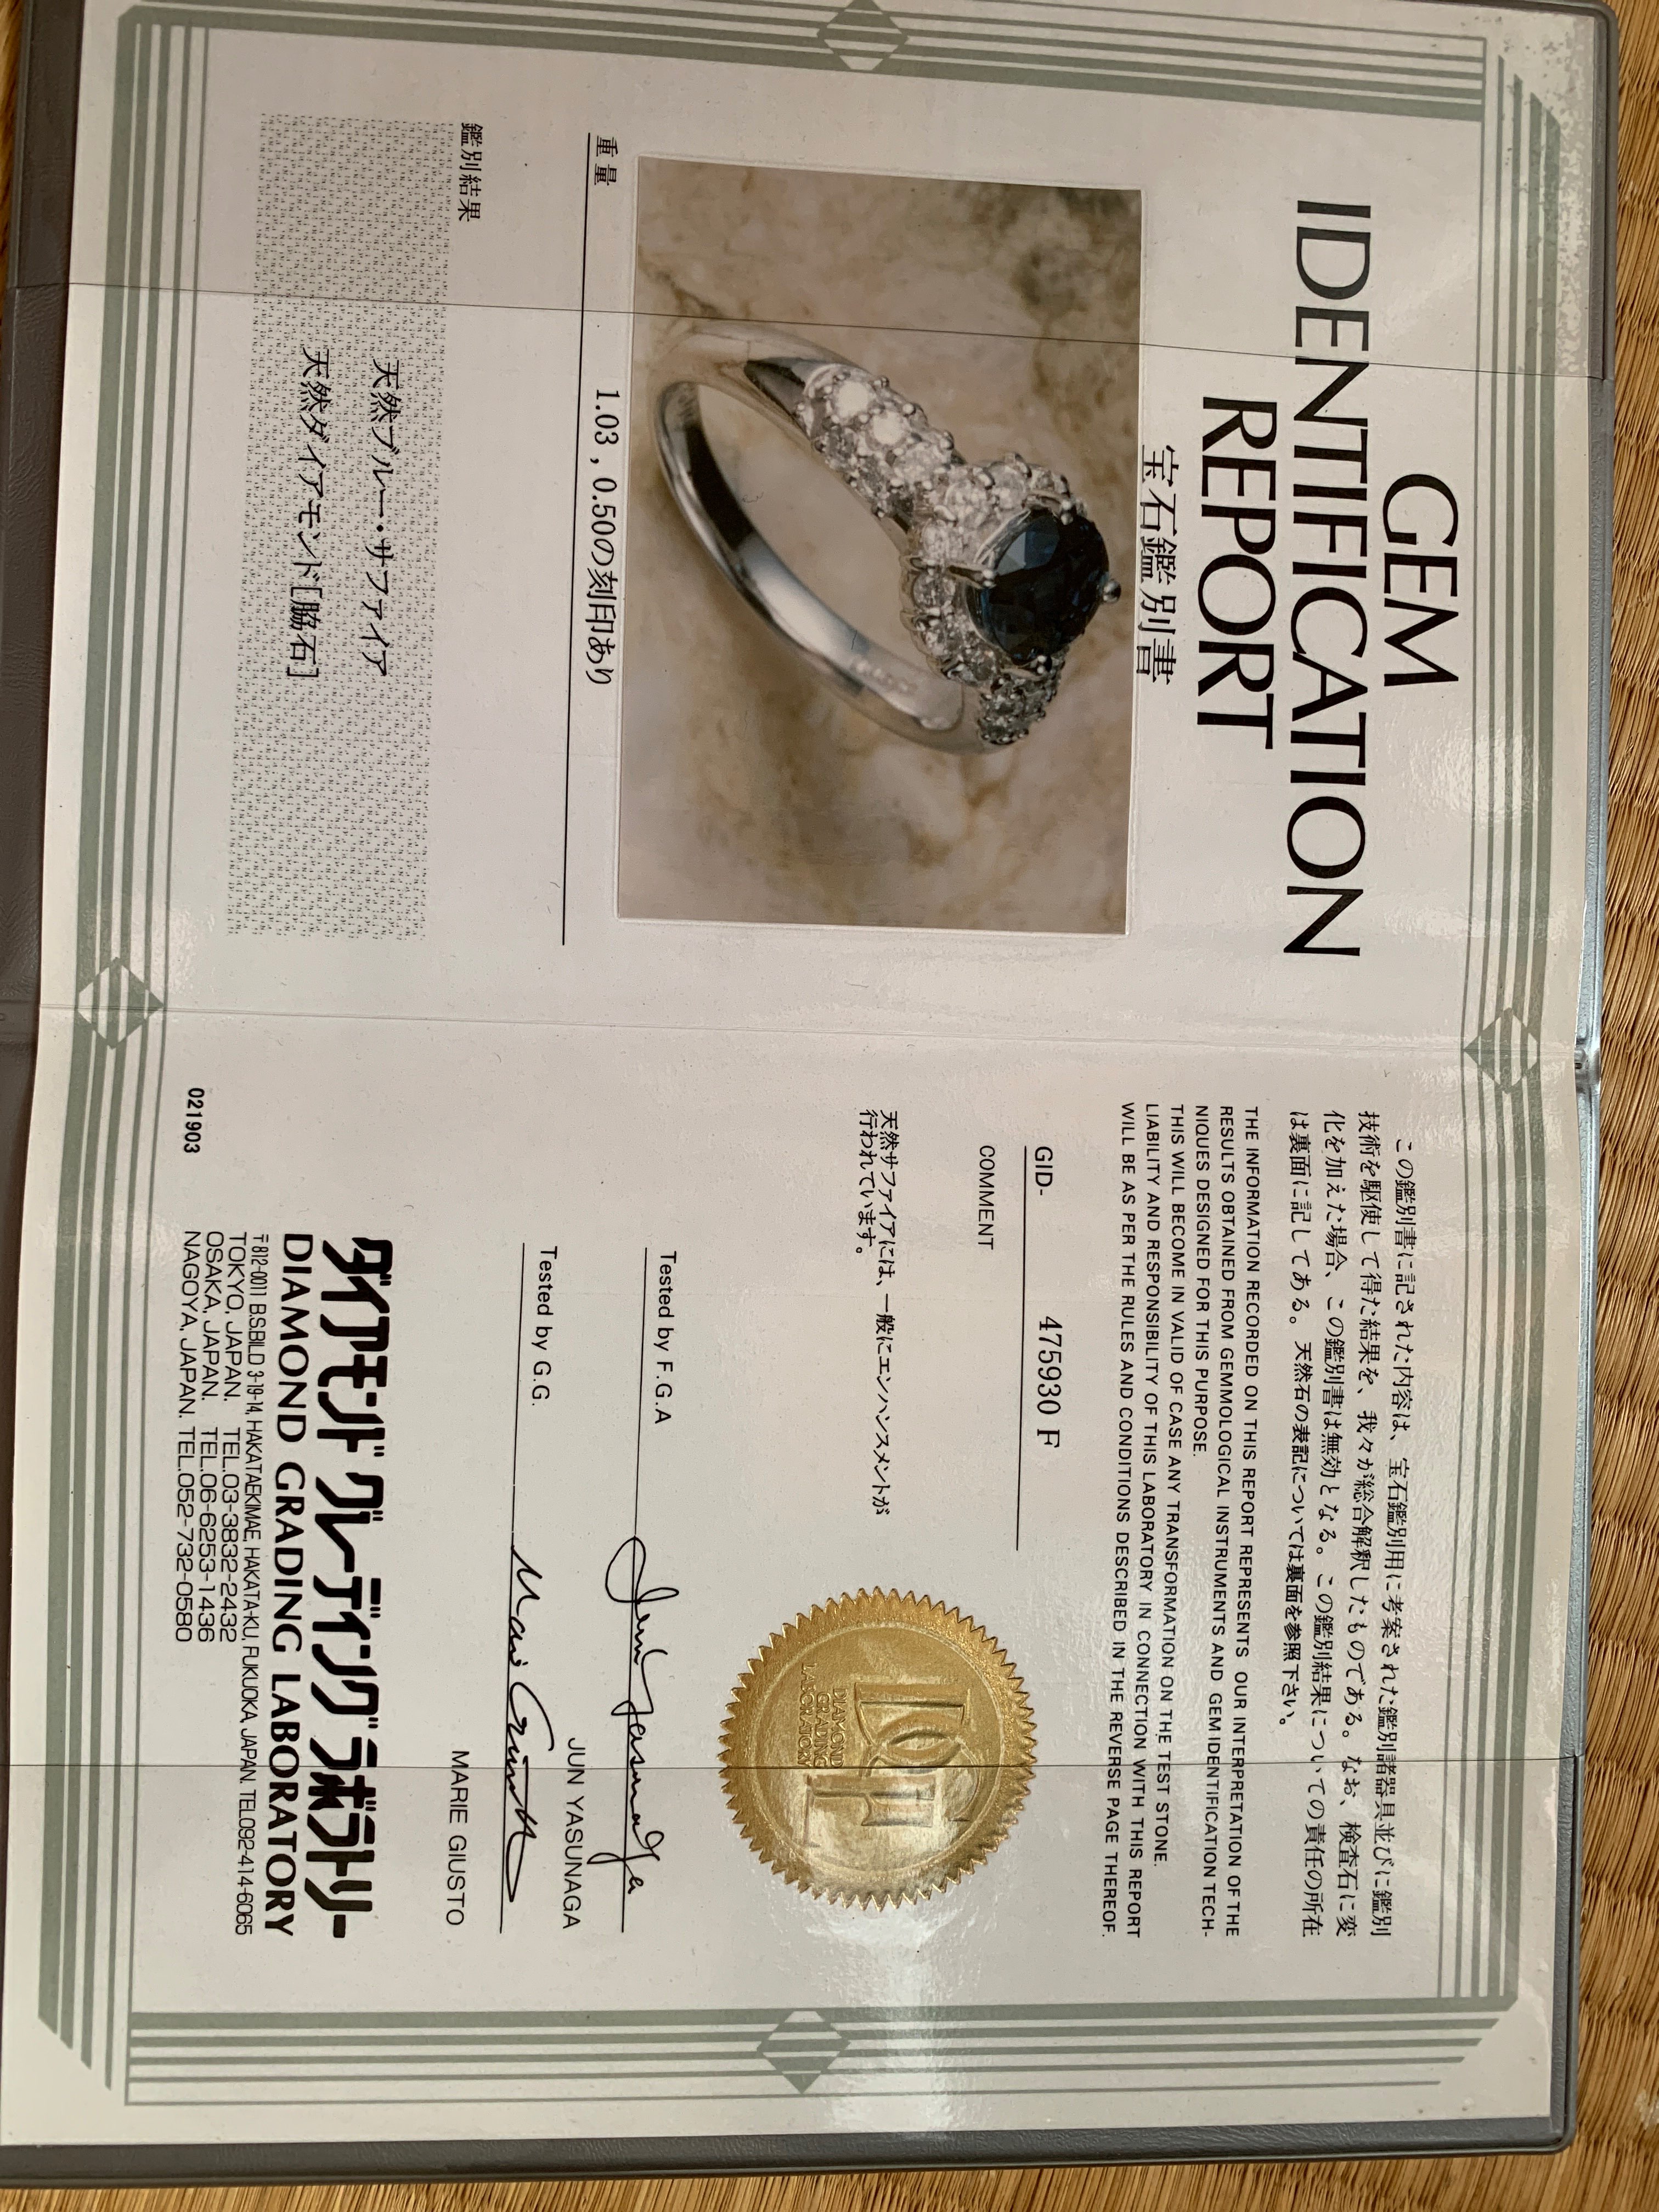 GEM
IDENTIFICATION
REPORT
宝石鑑別書
重量
1.03 , 0.50の刻印あり
鑑別結果
天然ブルー・サファイア
天然ダイアモンド[脇石]
この鑑別書に記された内容は、宝石鑑別用に考案された鑑別諸器具並びに鑑別
技術を駆使して得た結果を、我々が総合解釈したものである。なお、検査石に変
化を加えた場合、この鑑別書は無効となる。この鑑別結果についての責任の所在
は裏面に記してある。天然石の表記については裏面を参照下さい。
THE INFORMATION RECORDED ON THIS REPORT REPRESENTS OUR INTERPRETATION OF THE
RESULTS OBTAINED FROM GEMMOLOGICAL INSTRUMENTS AND GEM IDENTIFICATION TECH-
NIQUES DESIGNED FOR THIS PURPOSE.
THIS WILL BECOME IN VALID OF CASE ANY TRANSFORMATION ON THE TEST STONE.
LIABILITY AND RESPONSIBILITY OF THIS LABORATORY IN CONNECTION WITH THIS REPORT
WILL BE AS PER THE RULES AND CONDITIONS DESCRIBED IN THE REVERSE PAGE THEREOF.
GID- 475930 F
COMMENT
天然サファイアには、一般にエンハンスメントが
行われています。
DIAMOND
GRADING
LABORATORY
Tested by F.G.A
JUN YASUNAGA
Tested by G.G.
MARIE GIUSTO
ダイアモンド グレーディング ラボラトリー
DIAMOND GRADING LABORATORY
〒812-0011 B.S.BILD 3-19-14, HAKATAEKIMAE, HAKATA-KU, FUKUOKA, JAPAN. TEL.092-414-6065
TOKYO, JAPAN. TEL.03-3832-2432
OSAKA, JAPAN. TEL.06-6253-1436
NAGOYA, JAPAN. TEL.052-732-0580
021903